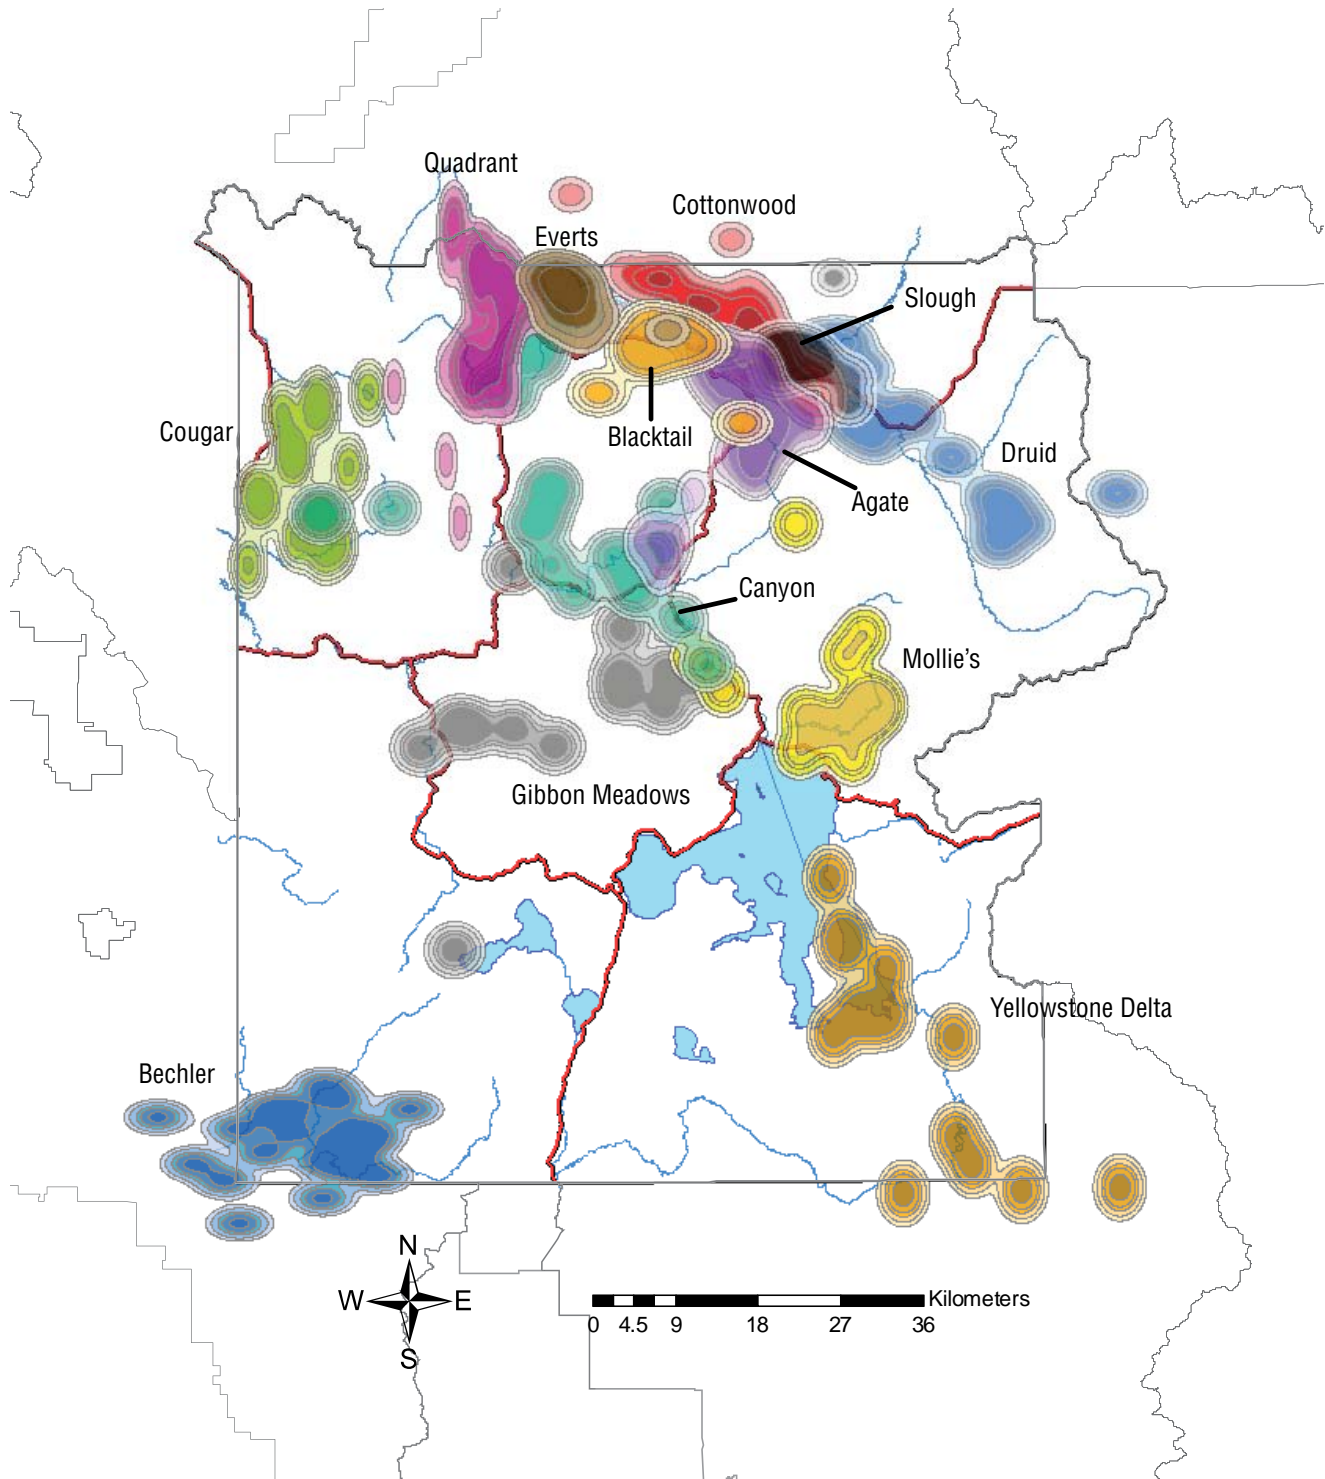 Quadrant
Cottonwood
Everts
Slough
Cougar
Blacktail
Druid
Agate
Canyon
Mollie's
Gibbon Meadows
Yellowstone Delta
Bechler
N
W E
S
Kilometers
0 4.5 9 18 27 36